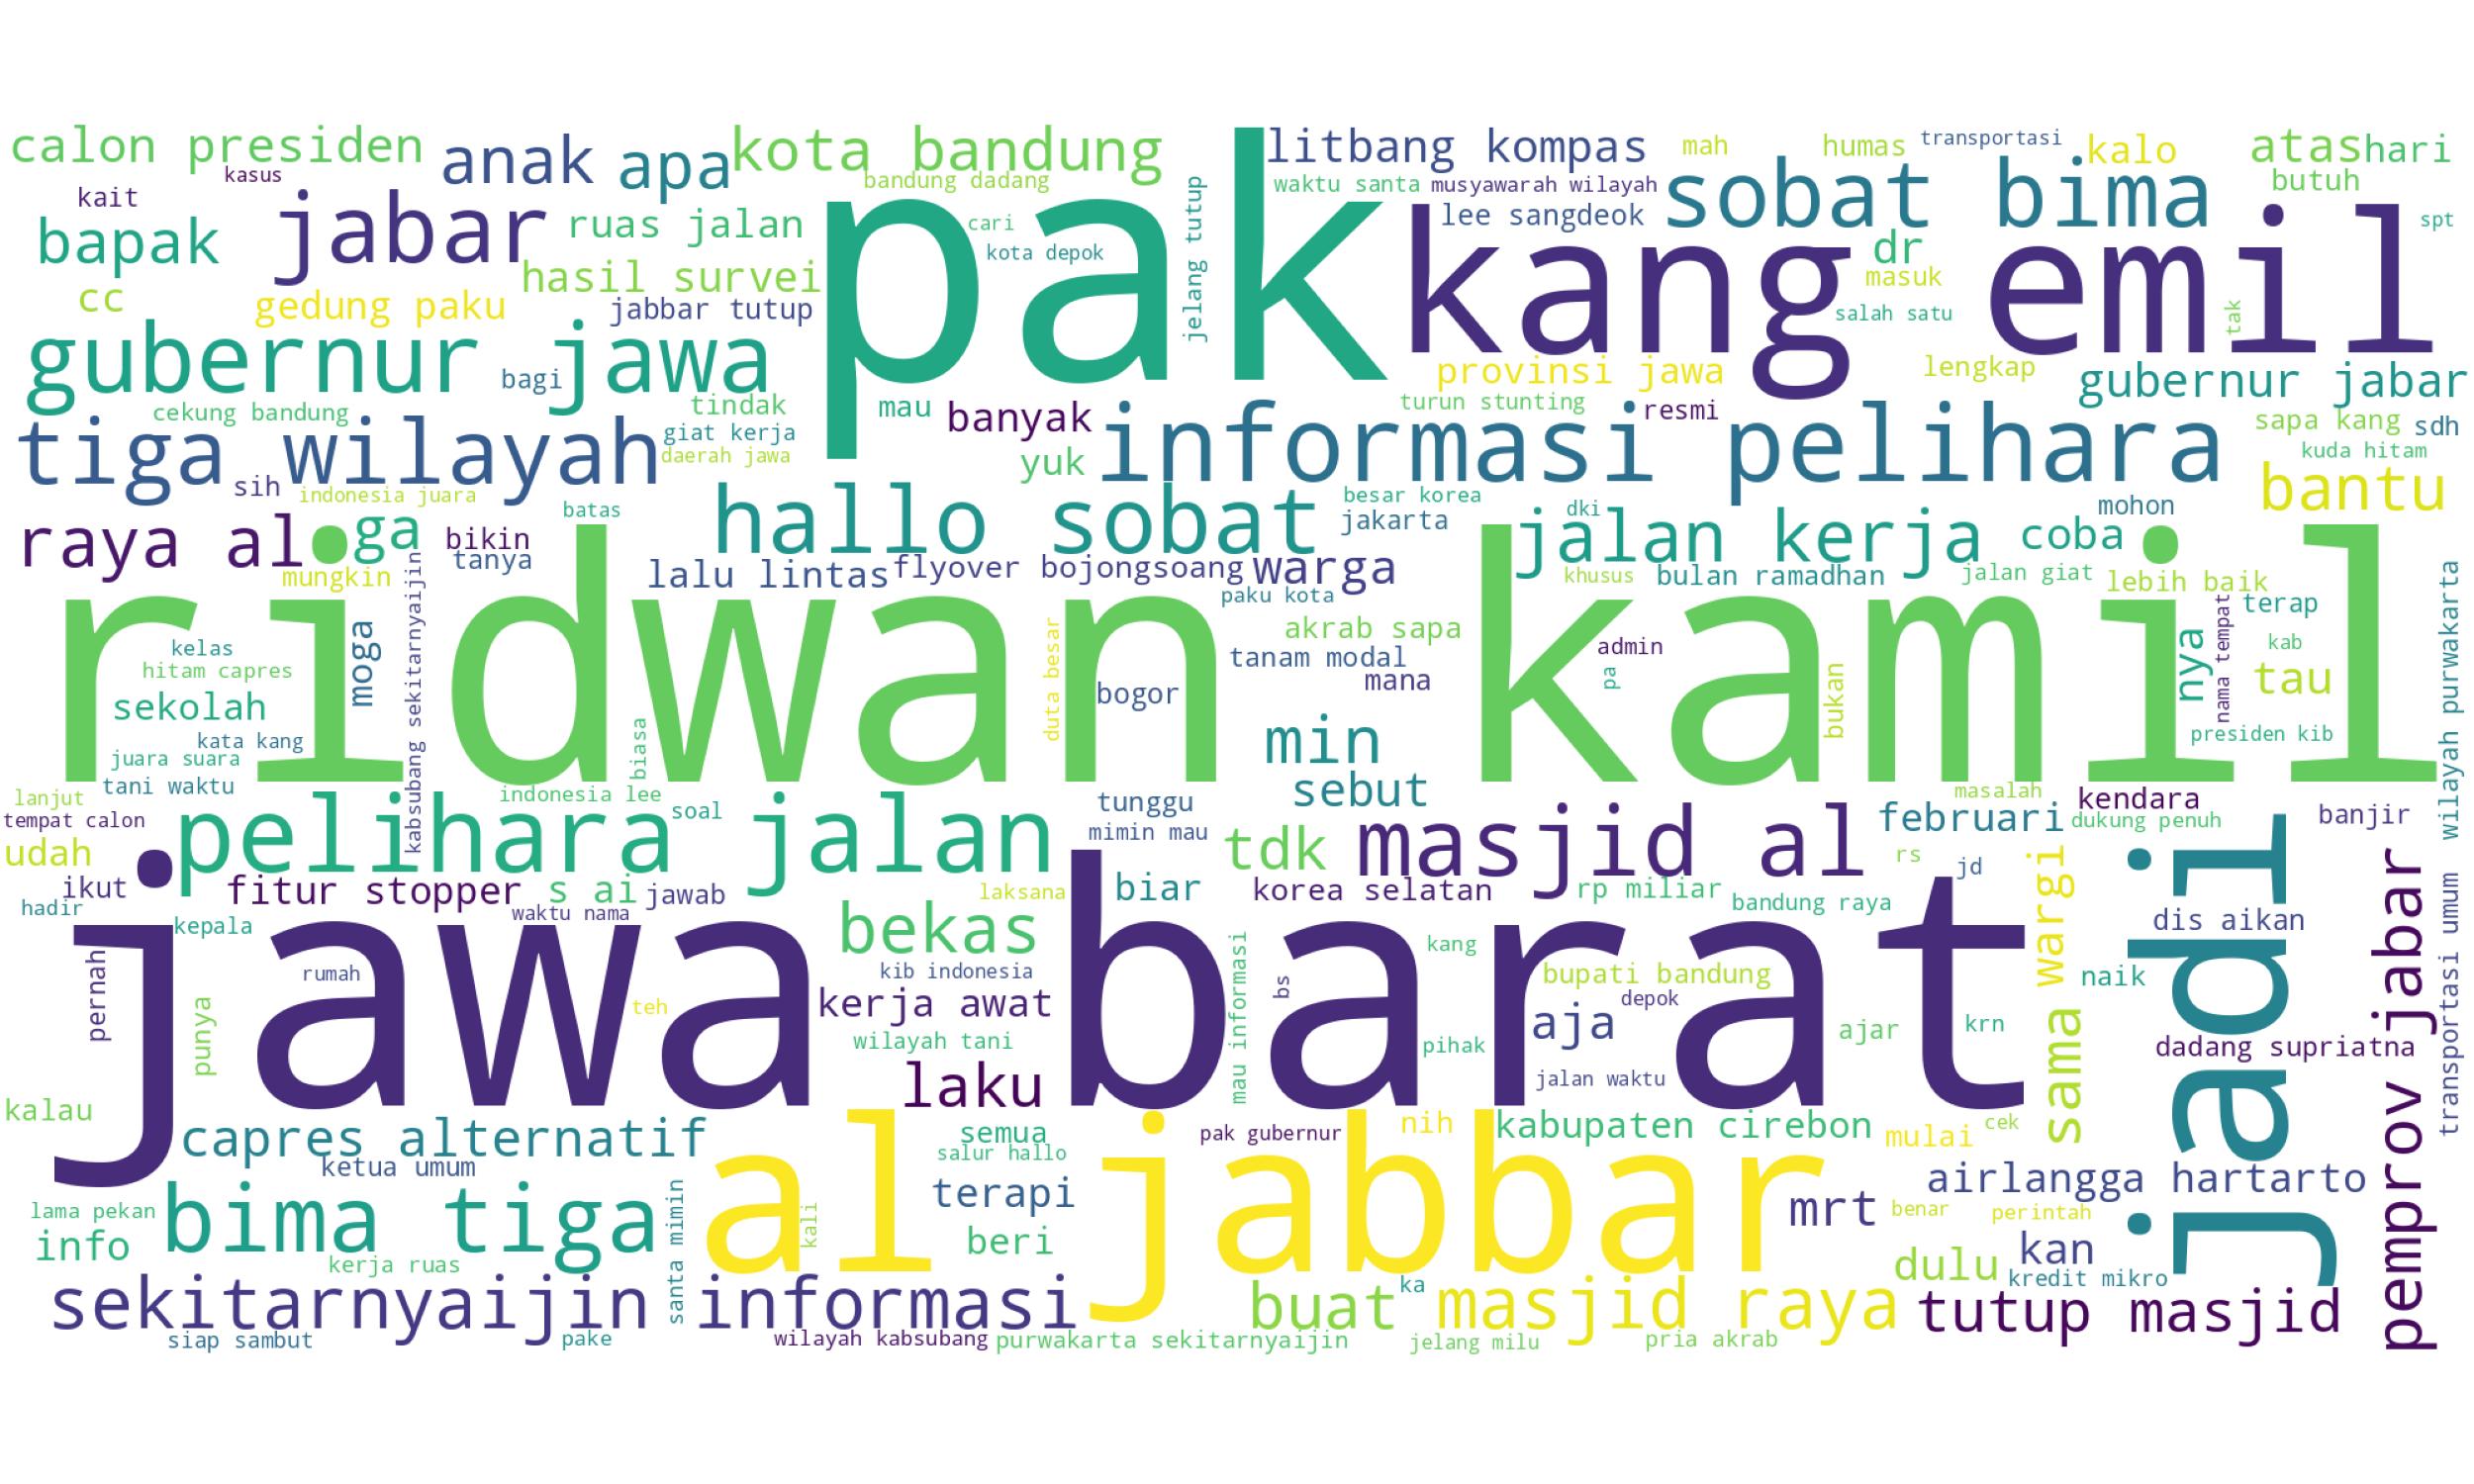 calon presiden
anak
apa
kota bandung
litbang kompas
mah
humas
transportasi
kalo
atas
hari
kasus
kait
bandung dadang
waktu santa
musyawarah wilayah
sobat bima
butuh
bapak
jabar
ruas jalan
cari
kota depok
jelang tutup
pak
lee sangdeok
kang emil
dr
spt
cc
gedung paku
hasil survei
jabbar tutup
masuk
salah satu
tak
gubernur jawa
bagi
provinsi jawa
lengkap
gubernur jabar
cekung bandung
tindak
mau
banyak
turun stunting
resmi
sapa kang
sdh
tiga wilayah
giat kerja
daerah jawa
yuk
informasi pelihara
kuda hitam
sih
indonesia juara
batas
hallo sobat
besar korea
jakarta
dki
mohon
bantu
raya al
ga
bikin
tanya
jalan kerja
coba
mungkin
kabsubang sekitarnyaijin
lalu lintas
flyover bojongsoang
warga
khusus
bulan ramadhan
jalan giat
lebih baik
paku kota
nama tempat
terap
wilayah purwakarta
ridwan kamil
kelas
hitam capres
moga
duta besar
akrab sapa
tanam modal
mana
admin
pa
bukan
nya
kab
tau
sekolah
bogor
kata kang
juara suara
biasa
min
presiden kib
tani waktu
lanjut
tempat calon
indonesia lee
soal
tunggu
mimin mau
sebut
masalah
kendara
udah
pelihara jalan
tdk
masjid al
februari
dukung penuh
banjir
ikut
fitur stopper
s ai
jawab
laksana
biar
korea selatan
rp miliar
rs
jd
hadir
kepala
waktu nama
bekas
bandung raya
sama wargi
dis aikan
jawa barat
pernah
rumah
punya
teh
kib indonesia
kerja awat
mau informasi
bs
kang
bupati bandung
depok
naik
jadi
pemprov jabar
transportasi umum
wilayah tani
pihak
aja
ajar
krn
dadang supriatna
laku
jalan waktu
kalau
capres alternatif
semua
salur hallo
al jabbar
pak gubernur
nih
kabupaten cirebon
mulai
cek
ketua umum
santa mimin
terapi
airlangga hartarto
lama pekan
bima tiga
kali
mrt
benar
perintah
info
beri
kan
kerja ruas
dulu
kredit mikro
sekitarnyaijin informasi
buat
ka
masjid raya
tutup masjid
siap sambut
pake
wilayah kabsubang
purwakarta sekitarnyaijin
jelang milu
pria akrab